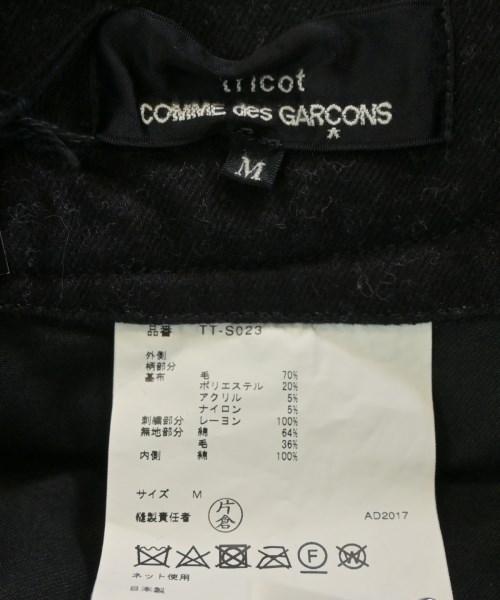 tricot
COMME des GARÇONS
M
品番 TT-S023
外側
柄部分
基布 毛 70%
ポリエステル 20%
アクリル 5%
ナイロン 5%
刺繍部分 レーヨン 100%
無地部分 綿 64%
毛 36%
内側 綿 100%
サイズ M
縫製責任者 片倉 AD2017
F W
ネット使用
日本製